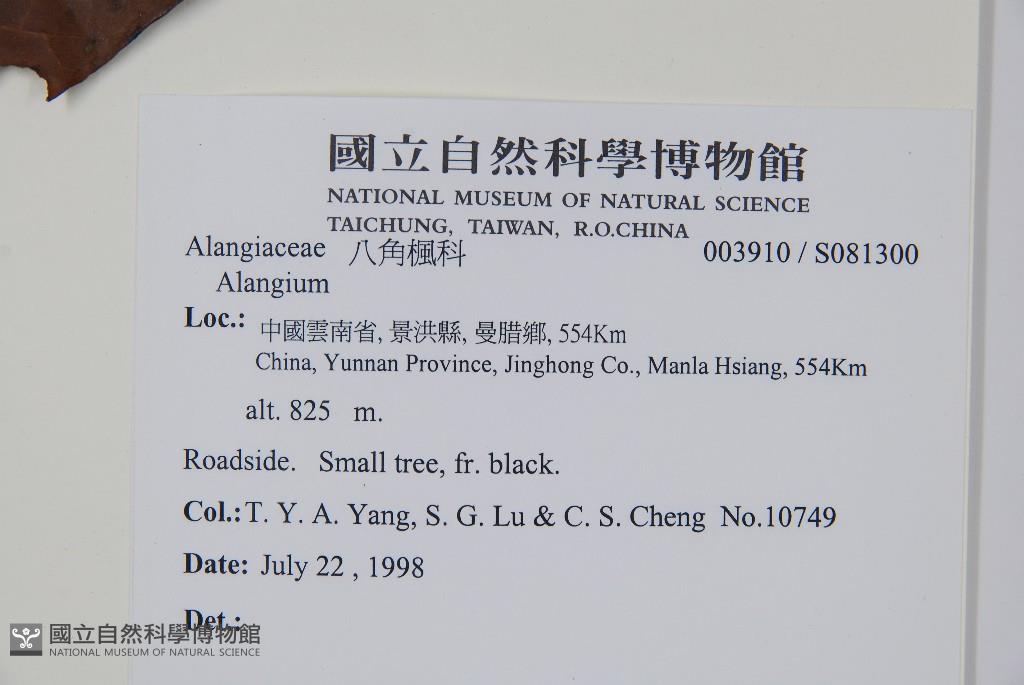 國立自然科學博物館
NATIONAL MUSEUM OF NATURAL SCIENCE
TAICHUNG, TAIWAN, R.O.CHINA
Alangiaceae 八角楓科 003910 / S081300
Alangium
Loc.: 中國雲南省, 景洪縣, 曼腊鄉, 554Km
China, Yunnan Province, Jinghong Co., Manla Hsiang, 554Km
alt. 825 m.
Roadside. Small tree, fr. black.
Col.: T. Y. A. Yang, S. G. Lu & C. S. Cheng No.10749
Date: July 22 , 1998
Det.:
國立自然科學博物館
NATIONAL MUSEUM OF NATURAL SCIENCE